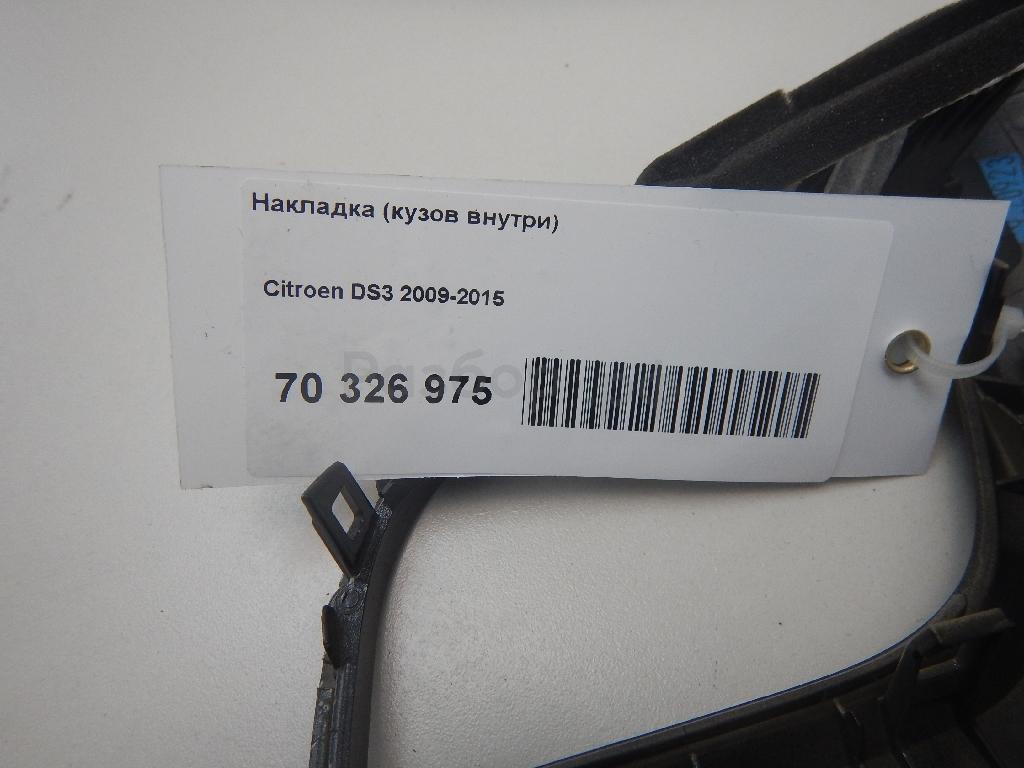 Накладка (кузов внутри)
Citroen DS3 2009-2015
70 326 975